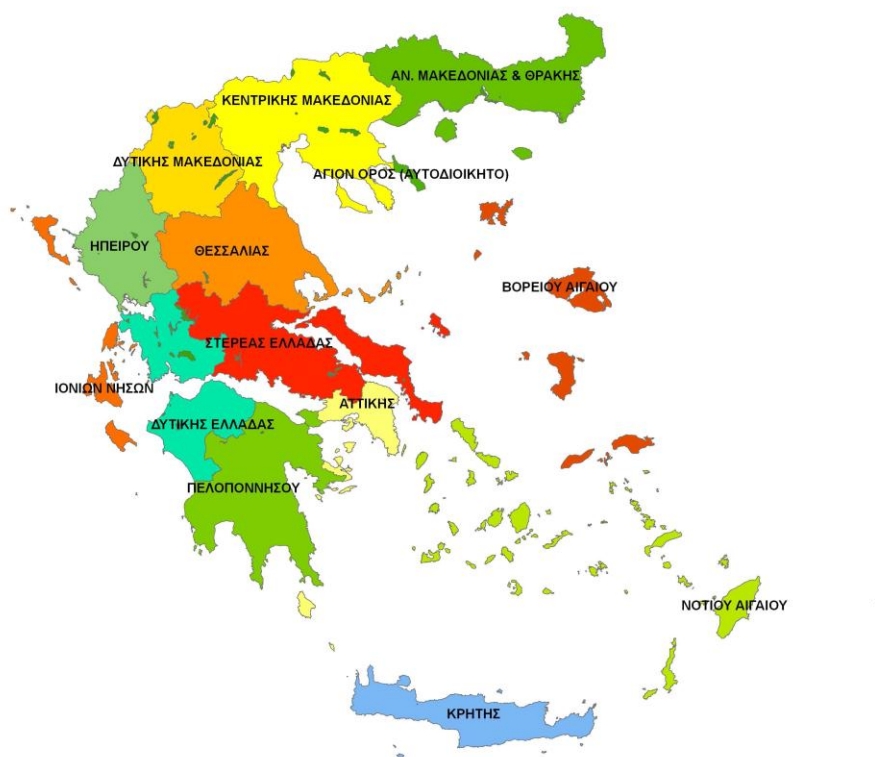 ΑΝ. ΜΑΚΕΔΟΝΙΑΣ & ΘΡΑΚΗΣ
ΚΕΝΤΡΙΚΗΣ ΜΑΚΕΔΟΝΙΑΣ
ΔΥΤΙΚΗΣ ΜΑΚΕΔΟΝΙΑΣ
ΑΓΙΟΝ ΟΡΟΣ (ΑΥΤΟΔΙΟΙΚΗΤΟ)
ΗΠΕΙΡΟΥ
ΘΕΣΣΑΛΙΑΣ
ΒΟΡΕΙΟΥ ΑΙΓΑΙΟΥ
ΣΤΕΡΕΑΣ ΕΛΛΑΔΑΣ
ΙΟΝΙΩΝ ΝΗΣΩΝ
ΑΤΤΙΚΗΣ
ΔΥΤΙΚΗΣ ΕΛΛΑΔΑΣ
ΠΕΛΟΠΟΝΝΗΣΟΥ
ΝΟΤΙΟΥ ΑΙΓΑΙΟΥ
ΚΡΗΤΗΣ